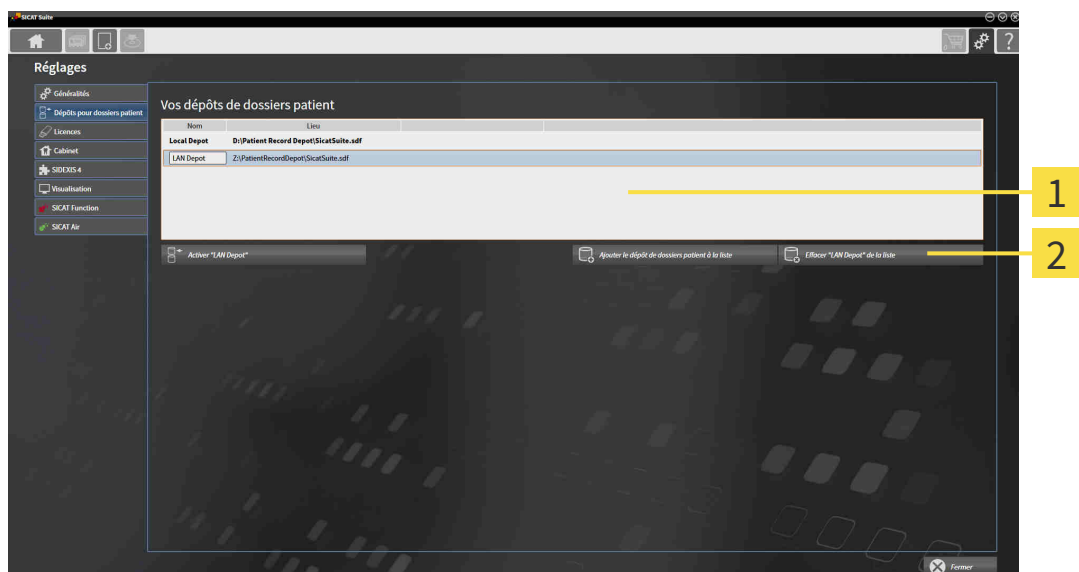 SICAT Suite
?
Réglages
Généralités
Dépôts pour dossiers patient
Licences
Cabinet
SIDEXIS 4
Visualisation
SICAT Function
SICAT Air
Vos dépôts de dossiers patient
Nom Lieu
Local Depot D:\Patient Record Depot\SicatSuite.sdf
LAN Depot Z:\PatientRecordDepot\SicatSuite.sdf
Activer "LAN Depot" Ajouter le dépôt de dossiers patient à la liste Effacer "LAN Depot" de la liste
Fermer
1
2